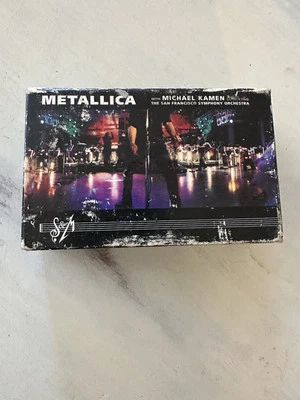 METALLICA
WITH MICHAEL KAMEN CONDUCTING
THE SAN FRANCISCO SYMPHONY ORCHESTRA
S&M